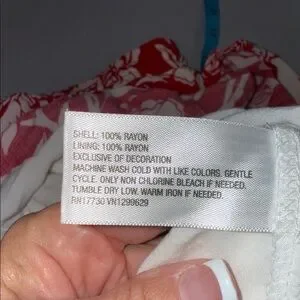 SHELL: 100% RAYON
LINING: 100% RAYON
EXCLUSIVE OF DECORATION
MACHINE WASH COLD WITH LIKE COLORS. GENTLE
CYCLE. ONLY NON CHLORINE BLEACH IF NEEDED.
TUMBLE DRY LOW. WARM IRON IF NEEDED.
RN17730 VN1299629